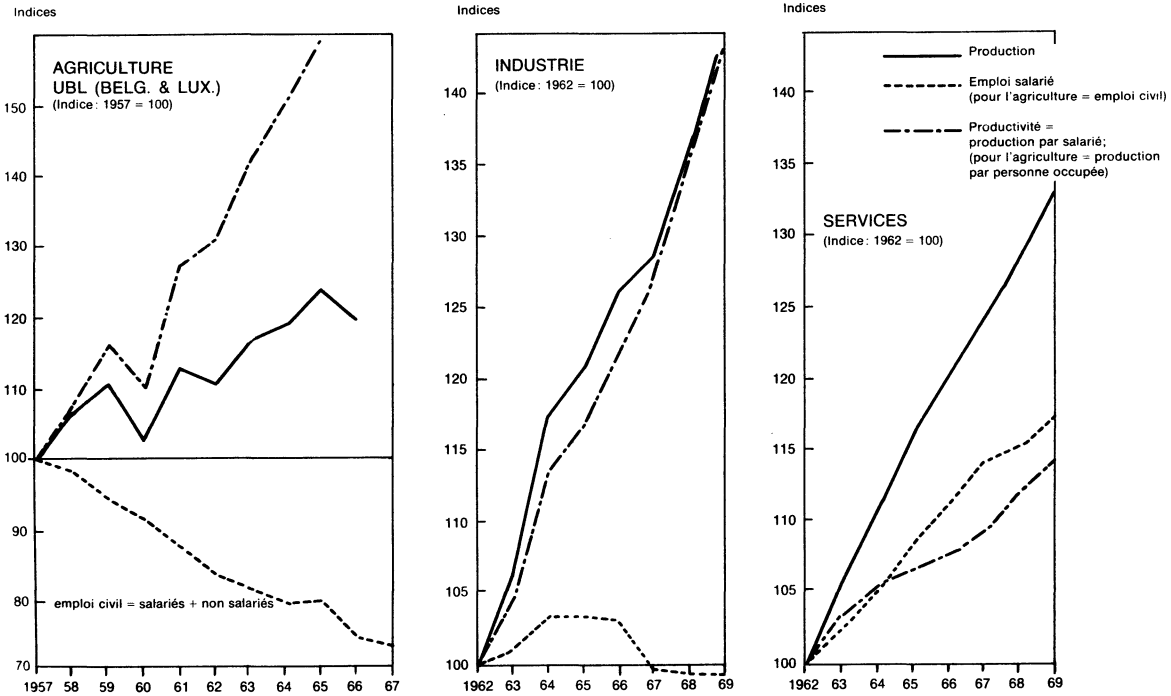 Indices
AGRICULTURE
UBL (BELG. & LUX.)
(Indice: 1957 = 100)
150
140
130
120
110
100
90
80
70
emploi civil = salariés + non salariés
1957 58 59 60 61 62 63 64 65 66 67
Indices
INDUSTRIE
(Indice: 1962 = 100)
140
135
130
125
120
115
110
105
100
1962 63 64 65 66 67 68 69
Indices
Production
Emploi salarié
(pour l'agriculture = emploi civil)
Productivité =
production par salarié;
(pour l'agriculture = production
par personne occupée)
SERVICES
(Indice: 1962 = 100)
140
135
130
125
120
115
110
105
100
1962 63 64 65 66 67 68 69